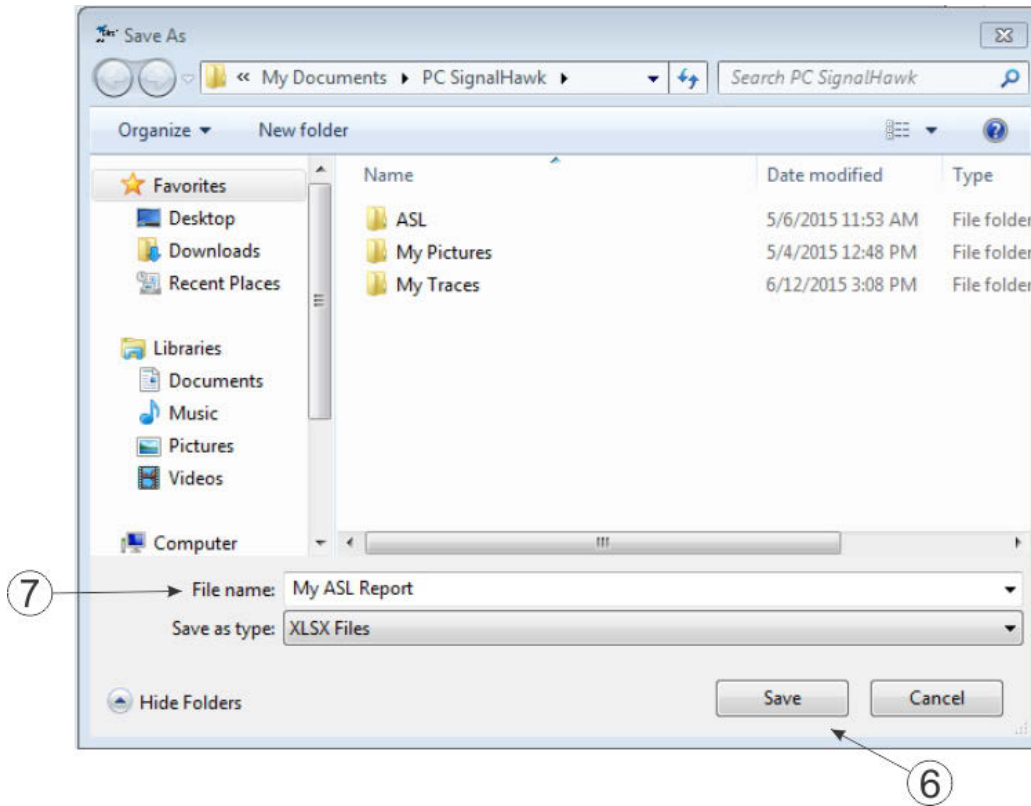 Save As
« My Documents ▸ PC SignalHawk ▸ Search PC SignalHawk
Organize ▾ New folder
Name Date modified Type
Favorites
Desktop
Downloads
Recent Places
ASL 5/6/2015 11:53 AM File folder
My Pictures 5/4/2015 12:48 PM File folder
My Traces 6/12/2015 3:08 PM File folder
Libraries
Documents
Music
Pictures
Videos
Computer
7
File name: My ASL Report
Save as type: XLSX Files
Hide Folders Save Cancel
6